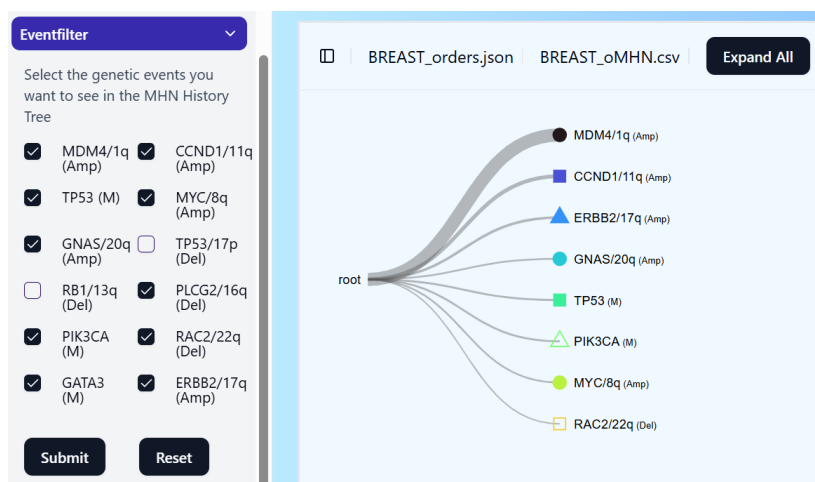 Eventfilter
Select the genetic events you
want to see in the MHN History
Tree
MDM4/1q
(Amp)
CCND1/11q
(Amp)
TP53 (M)
MYC/8q
(Amp)
GNAS/20q
(Amp)
TP53/17p
(Del)
RB1/13q
(Del)
PLCG2/16q
(Del)
PIK3CA
(M)
RAC2/22q
(Del)
GATA3
(M)
ERBB2/17q
(Amp)
Submit
Reset
BREAST_orders.json
BREAST_oMHN.csv
Expand All
root
MDM4/1q (Amp)
CCND1/11q (Amp)
ERBB2/17q (Amp)
GNAS/20q (Amp)
TP53 (M)
PIK3CA (M)
MYC/8q (Amp)
RAC2/22q (Del)